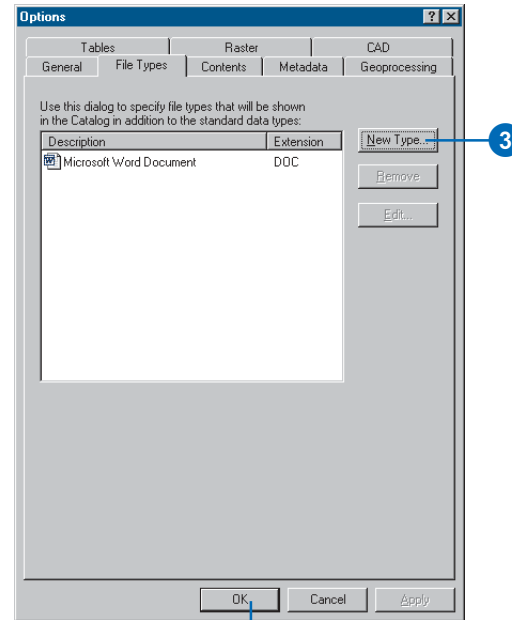 Options
Tables Raster CAD
General File Types Contents Metadata Geoprocessing
Use this dialog to specify file types that will be shown
in the Catalog in addition to the standard data types:
Description Extension
Microsoft Word Document DOC
New Type...
3
Remove
Edit...
OK Cancel Apply